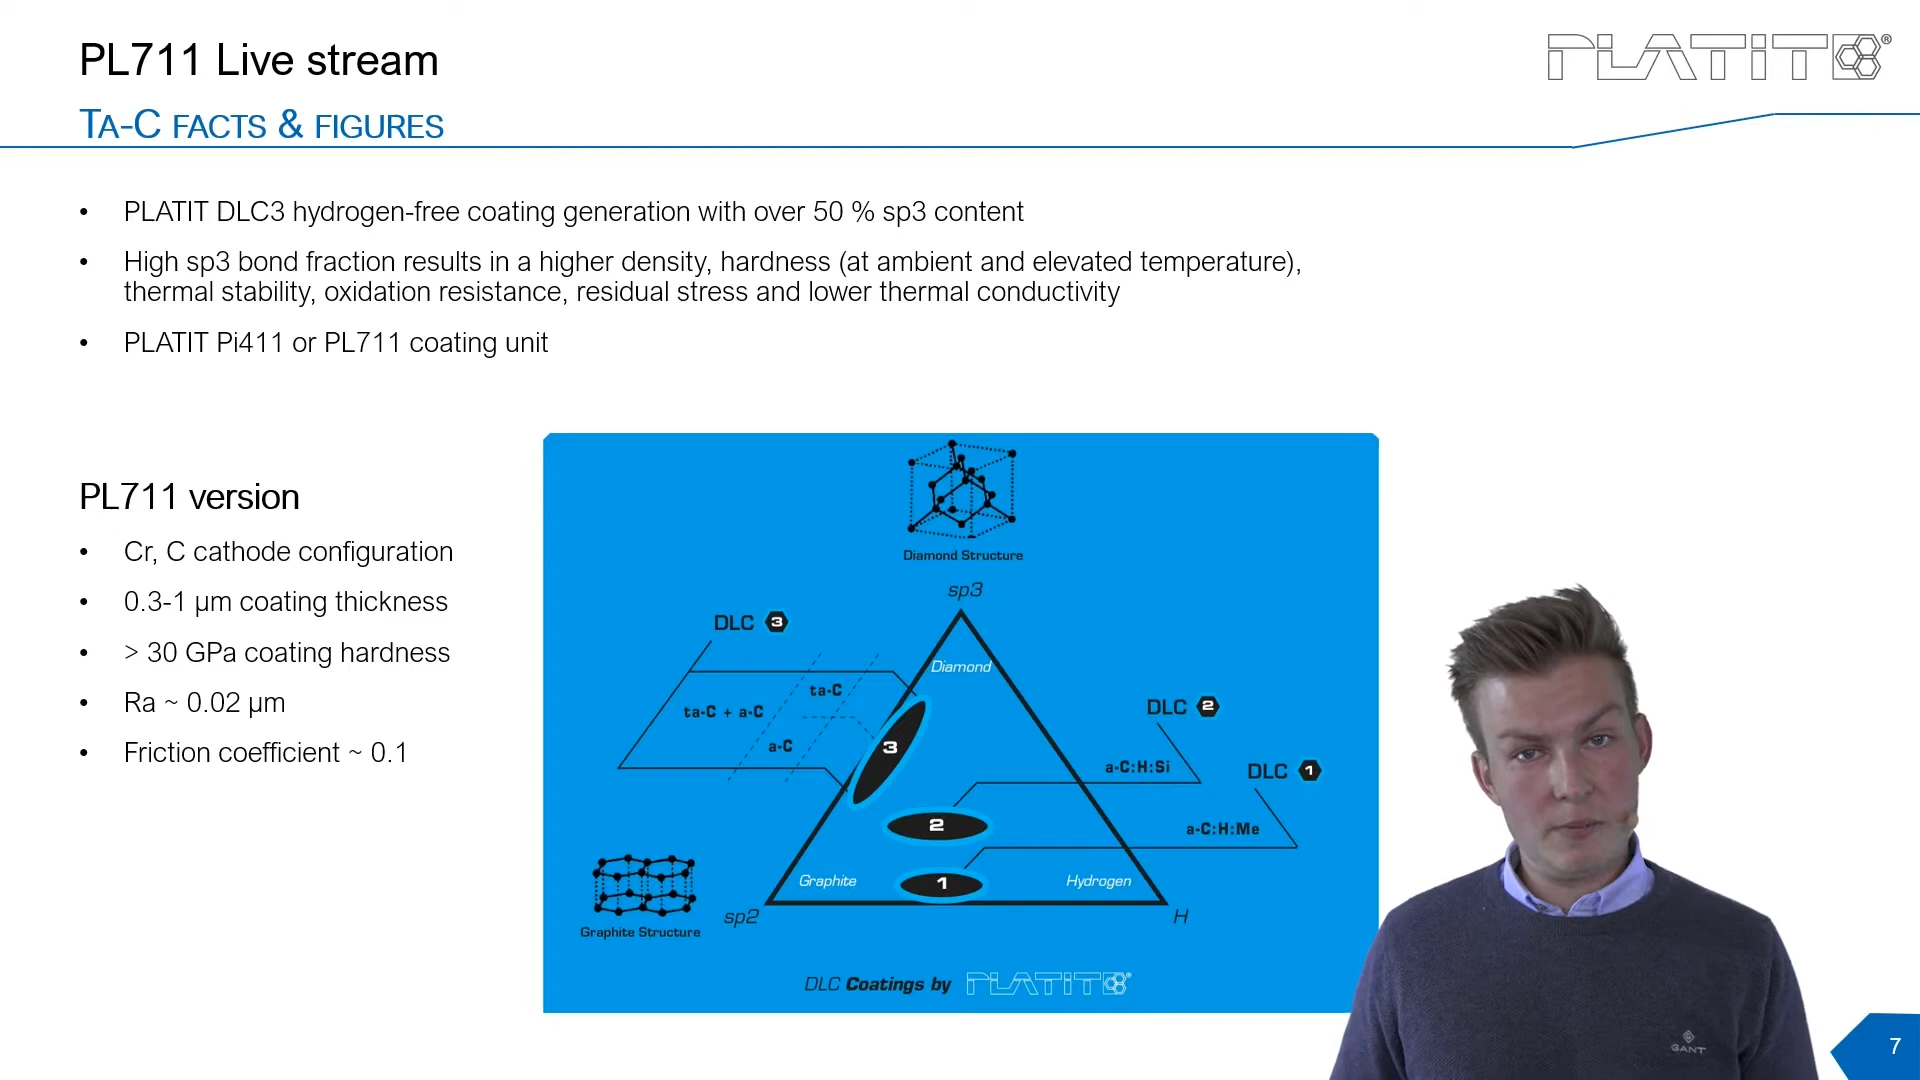 PL711 Live stream
PLATIT®
TA-C FACTS & FIGURES
• PLATIT DLC3 hydrogen-free coating generation with over 50 % sp3 content
• High sp3 bond fraction results in a higher density, hardness (at ambient and elevated temperature),
thermal stability, oxidation resistance, residual stress and lower thermal conductivity
• PLATIT Pi411 or PL711 coating unit
PL711 version
• Cr, C cathode configuration
• 0.3-1 µm coating thickness
• > 30 GPa coating hardness
• Ra ~ 0.02 µm
• Friction coefficient ~ 0.1
Diamond Structure
sp3
DLC 3
Diamond
ta-C
ta-C + a-C
a-C
3
DLC 2
a-C:H:Si
DLC 1
2
a-C:H:Me
Graphite
1
Hydrogen
sp2
H
Graphite Structure
DLC Coatings by PLATIT®
GANT
7